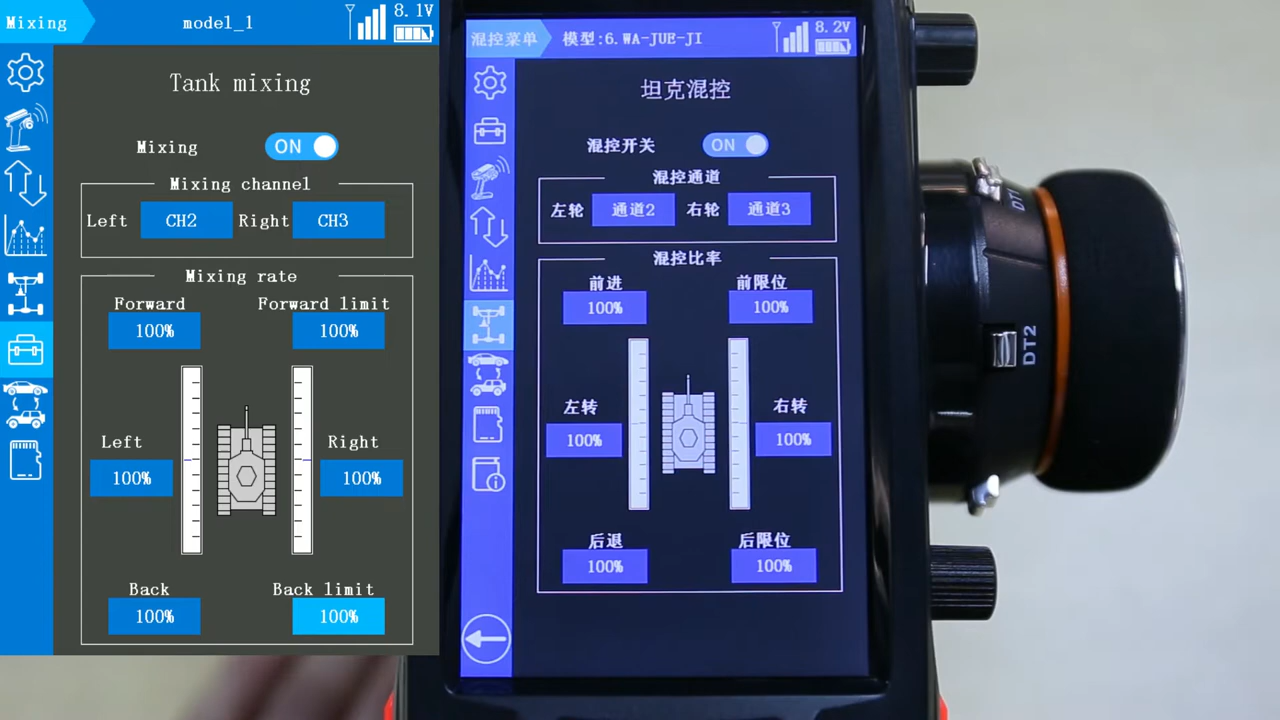 Mixing
model_1
8.1V
Tank mixing
Mixing ON
Mixing channel
Left CH2 Right CH3
Mixing rate
Forward Forward limit
100% 100%
Left Right
100% 100%
Back Back limit
100% 100%
6
混控菜单
模型:6.WA-JUE-JI
8.2V
坦克混控
混控开关 ON
混控通道
左轮 通道2 右轮 通道3
混控比率
前进 前限位
100% 100%
左转 右转
100% 100%
后退 后限位
100% 100%
DT2